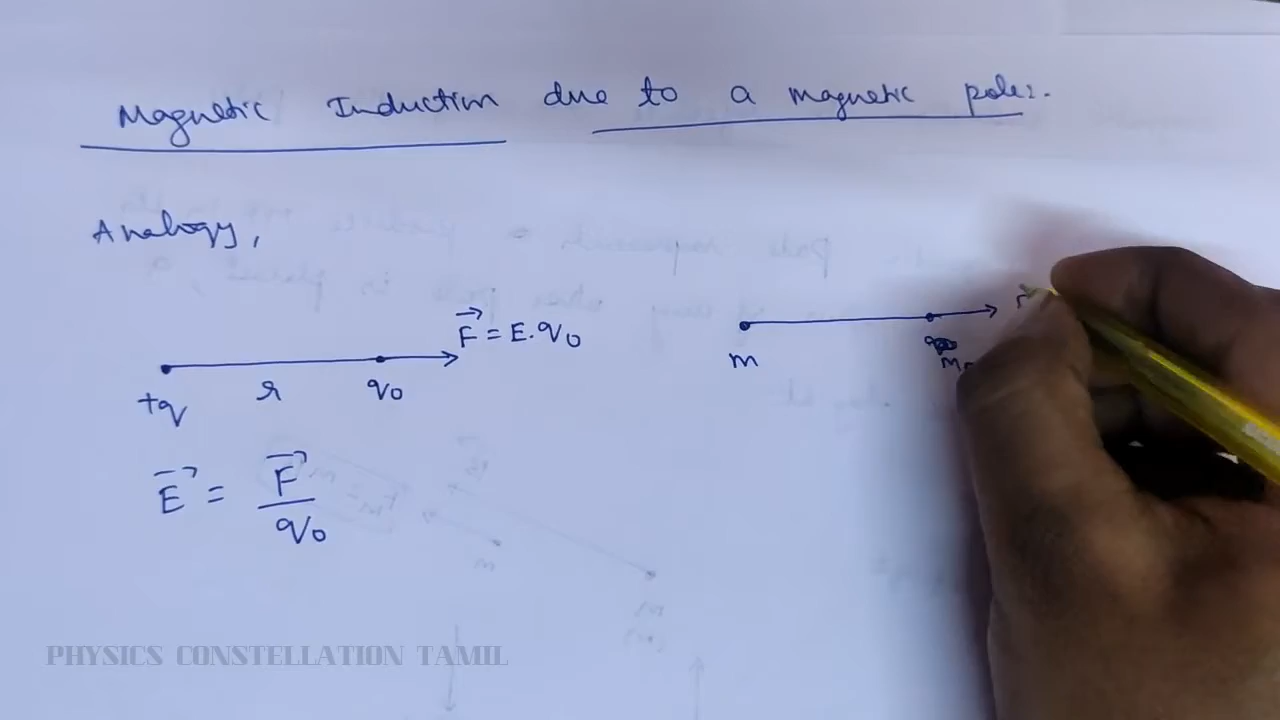 Magnetic Induction due to a magnetic pole:.
Analogy,
F = E.q₀
+q r q₀
E = F / q₀
m
PHYSICS CONSTELLATION TAMIL